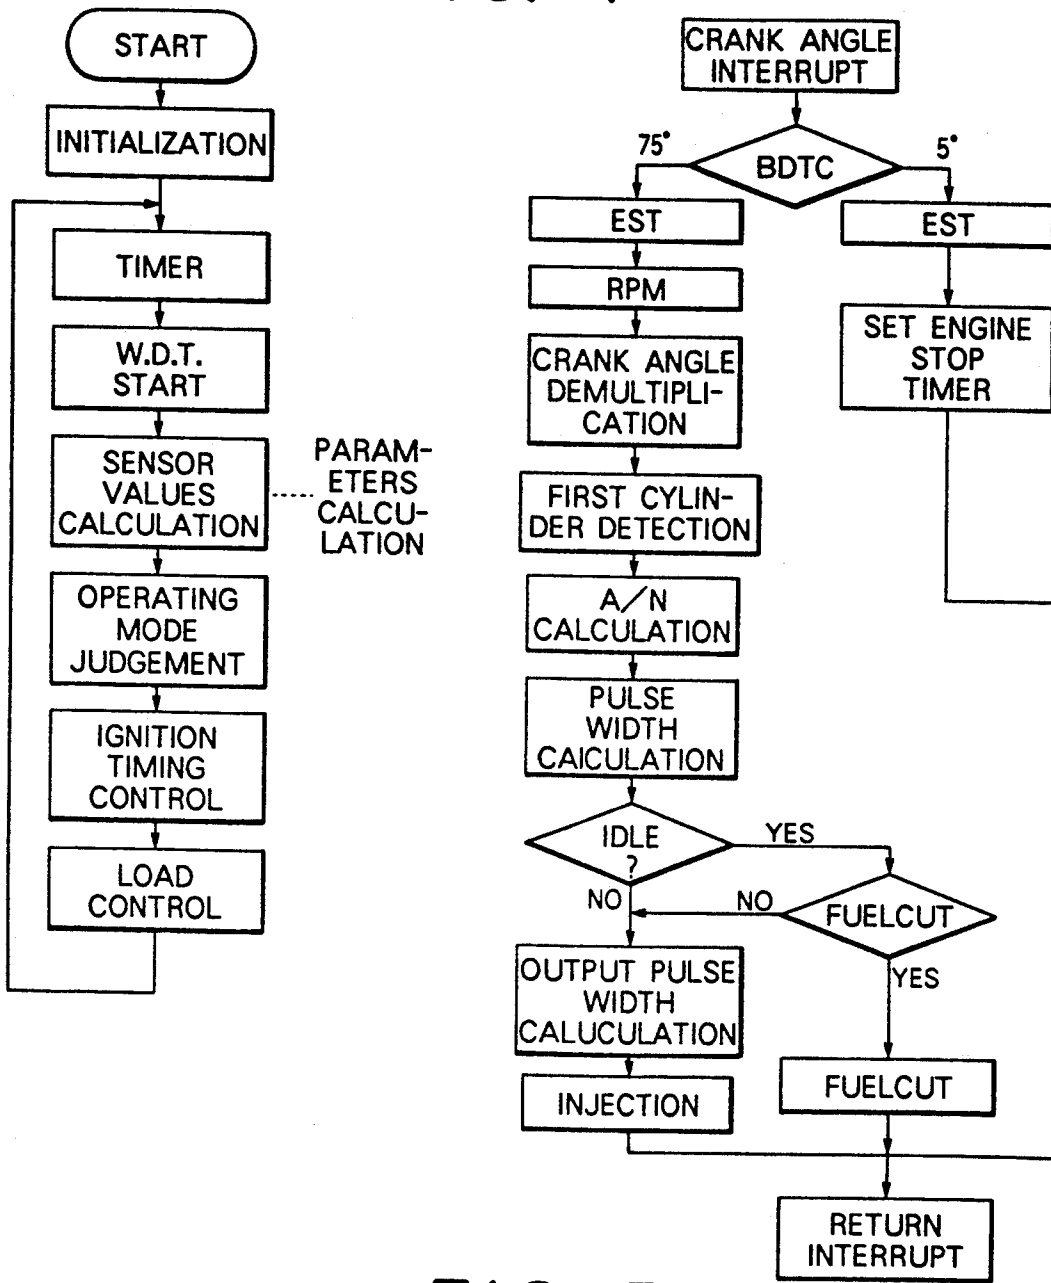 START
INITIALIZATION
TIMER
W.D.T.
START
SENSOR
VALUES
CALCULATION
PARAM-
ETERS
CALCU-
LATION
OPERATING
MODE
JUDGEMENT
IGNITION
TIMING
CONTROL
LOAD
CONTROL
CRANK ANGLE
INTERRUPT
75°
BDTC
5°
EST
EST
RPM
SET ENGINE
STOP
TIMER
CRANK ANGLE
DEMULTIPLI-
CATION
FIRST CYLIN-
DER DETECTION
A/N
CALCULATION
PULSE
WIDTH
CAICULATION
IDLE
?
YES
NO
NO
FUELCUT
YES
OUTPUT PULSE
WIDTH
CALUCULATION
INJECTION
FUELCUT
RETURN
INTERRUPT